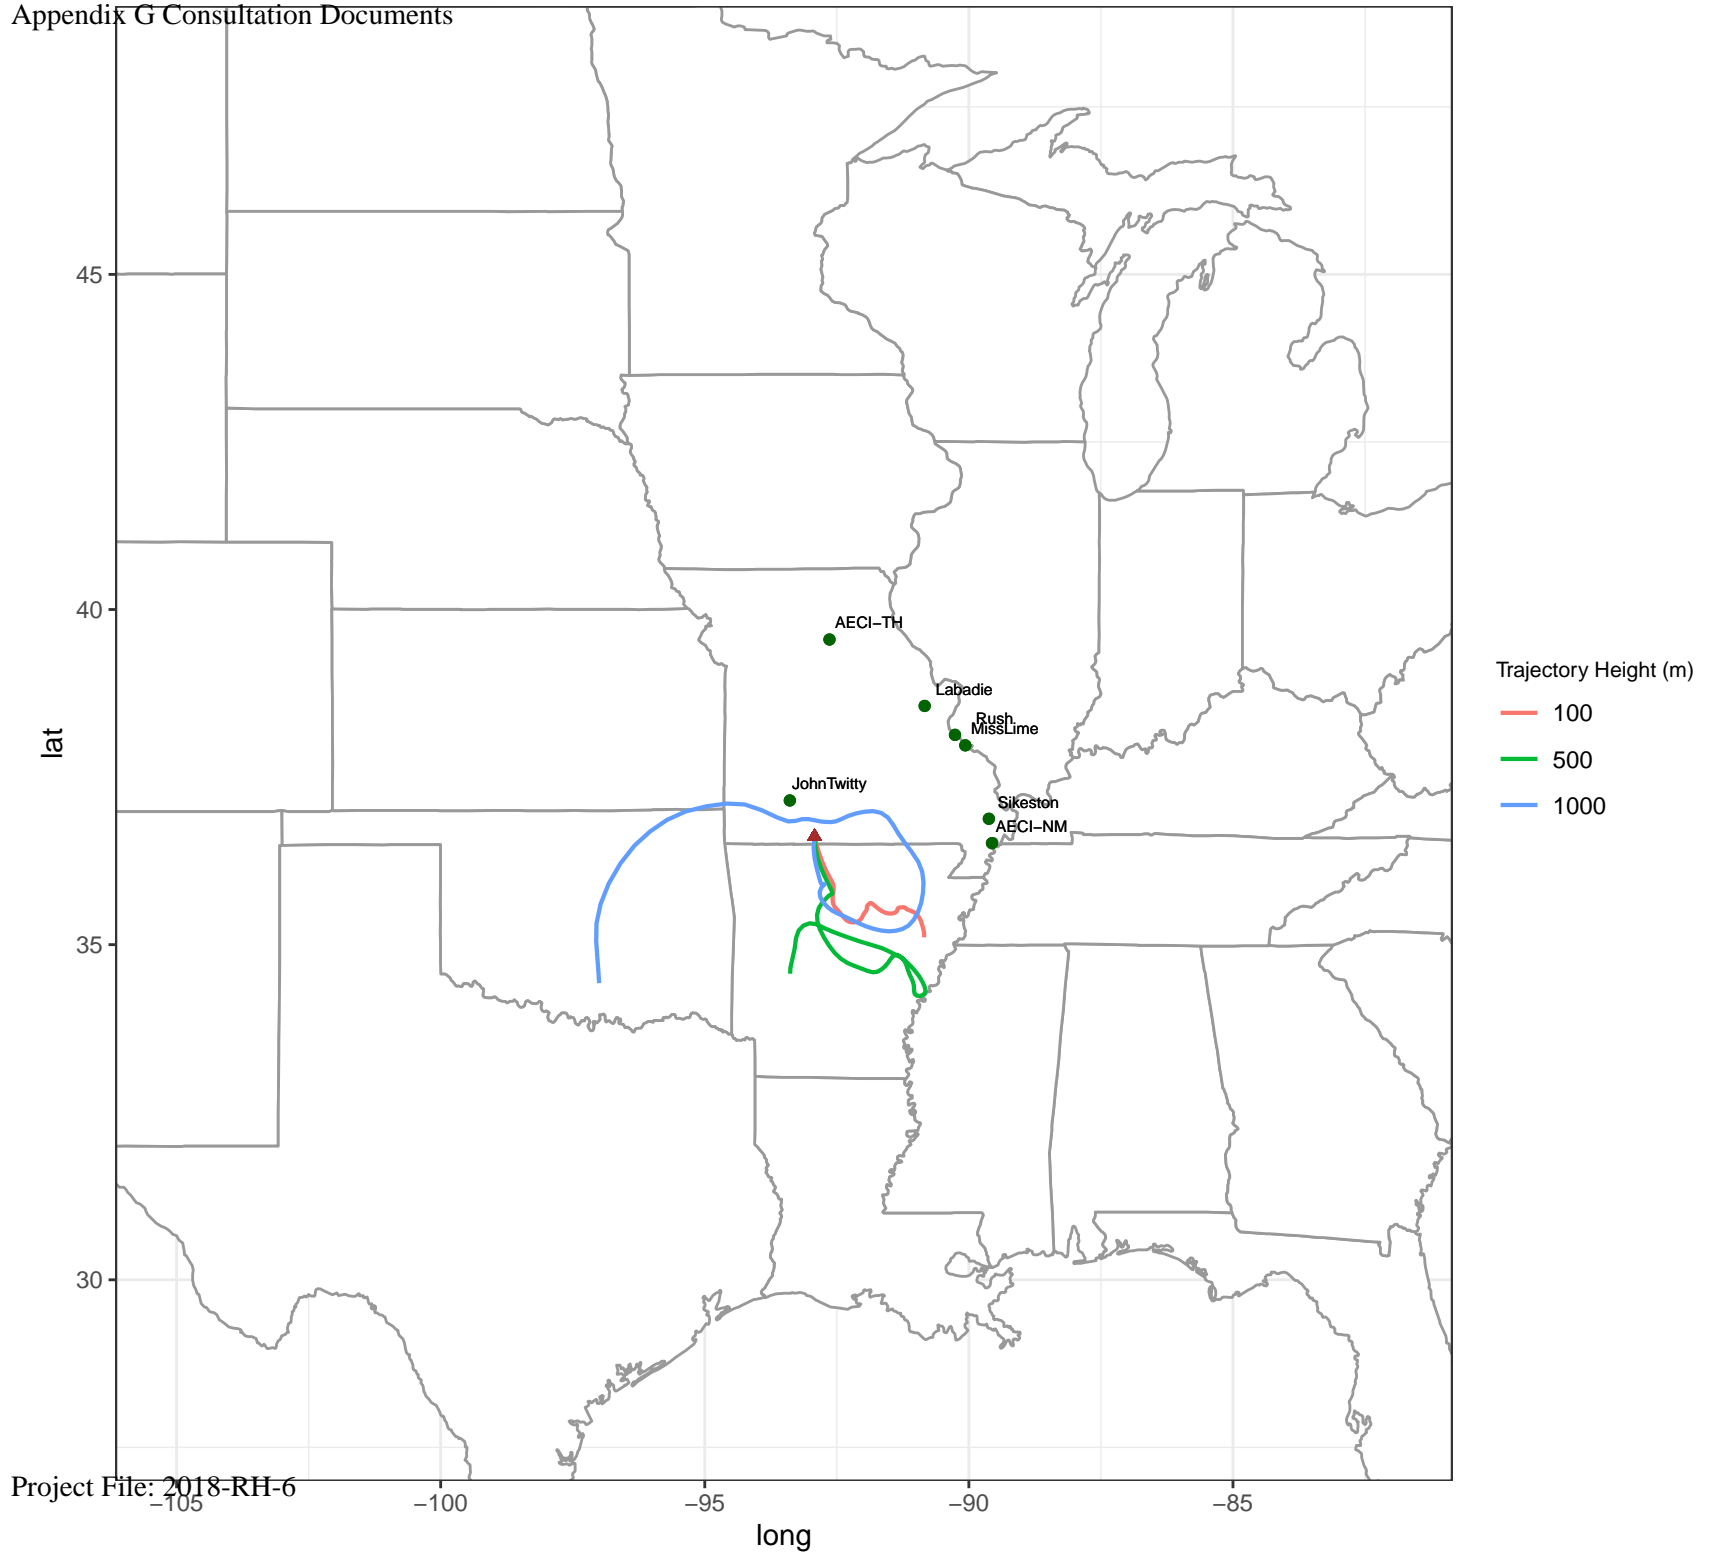 Appendix G Consultation Documents
45
40
35
30
lat
AECI−TH
Labadie
Rush
MissLime
JohnTwitty
Sikeston
AECI−NM
Trajectory Height (m)
100
500
1000
Project File: 2018-RH-6
−105
−100
−95
−90
−85
long